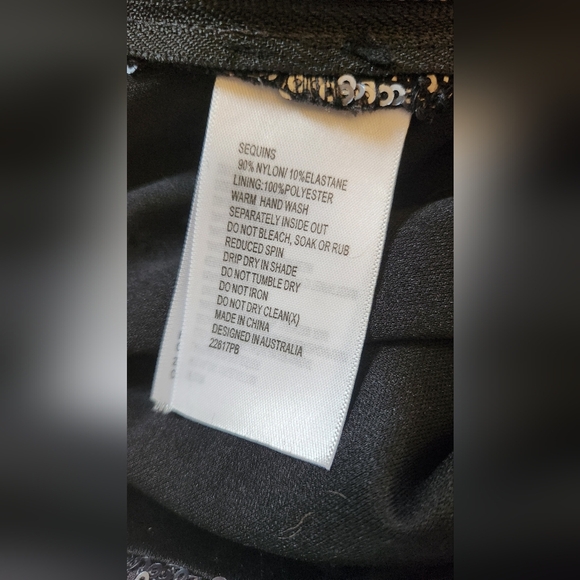 SEQUINS
90% NYLON/ 10%ELASTANE
LINING:100%POLYESTER
WARM HAND WASH
SEPARATELY INSIDE OUT
DO NOT BLEACH, SOAK OR RUB
REDUCED SPIN
DRIP DRY IN SHADE
DO NOT TUMBLE DRY
DO NOT IRON
DO NOT DRY CLEAN(X)
MADE IN CHINA
DESIGNED IN AUSTRALIA
22817PB